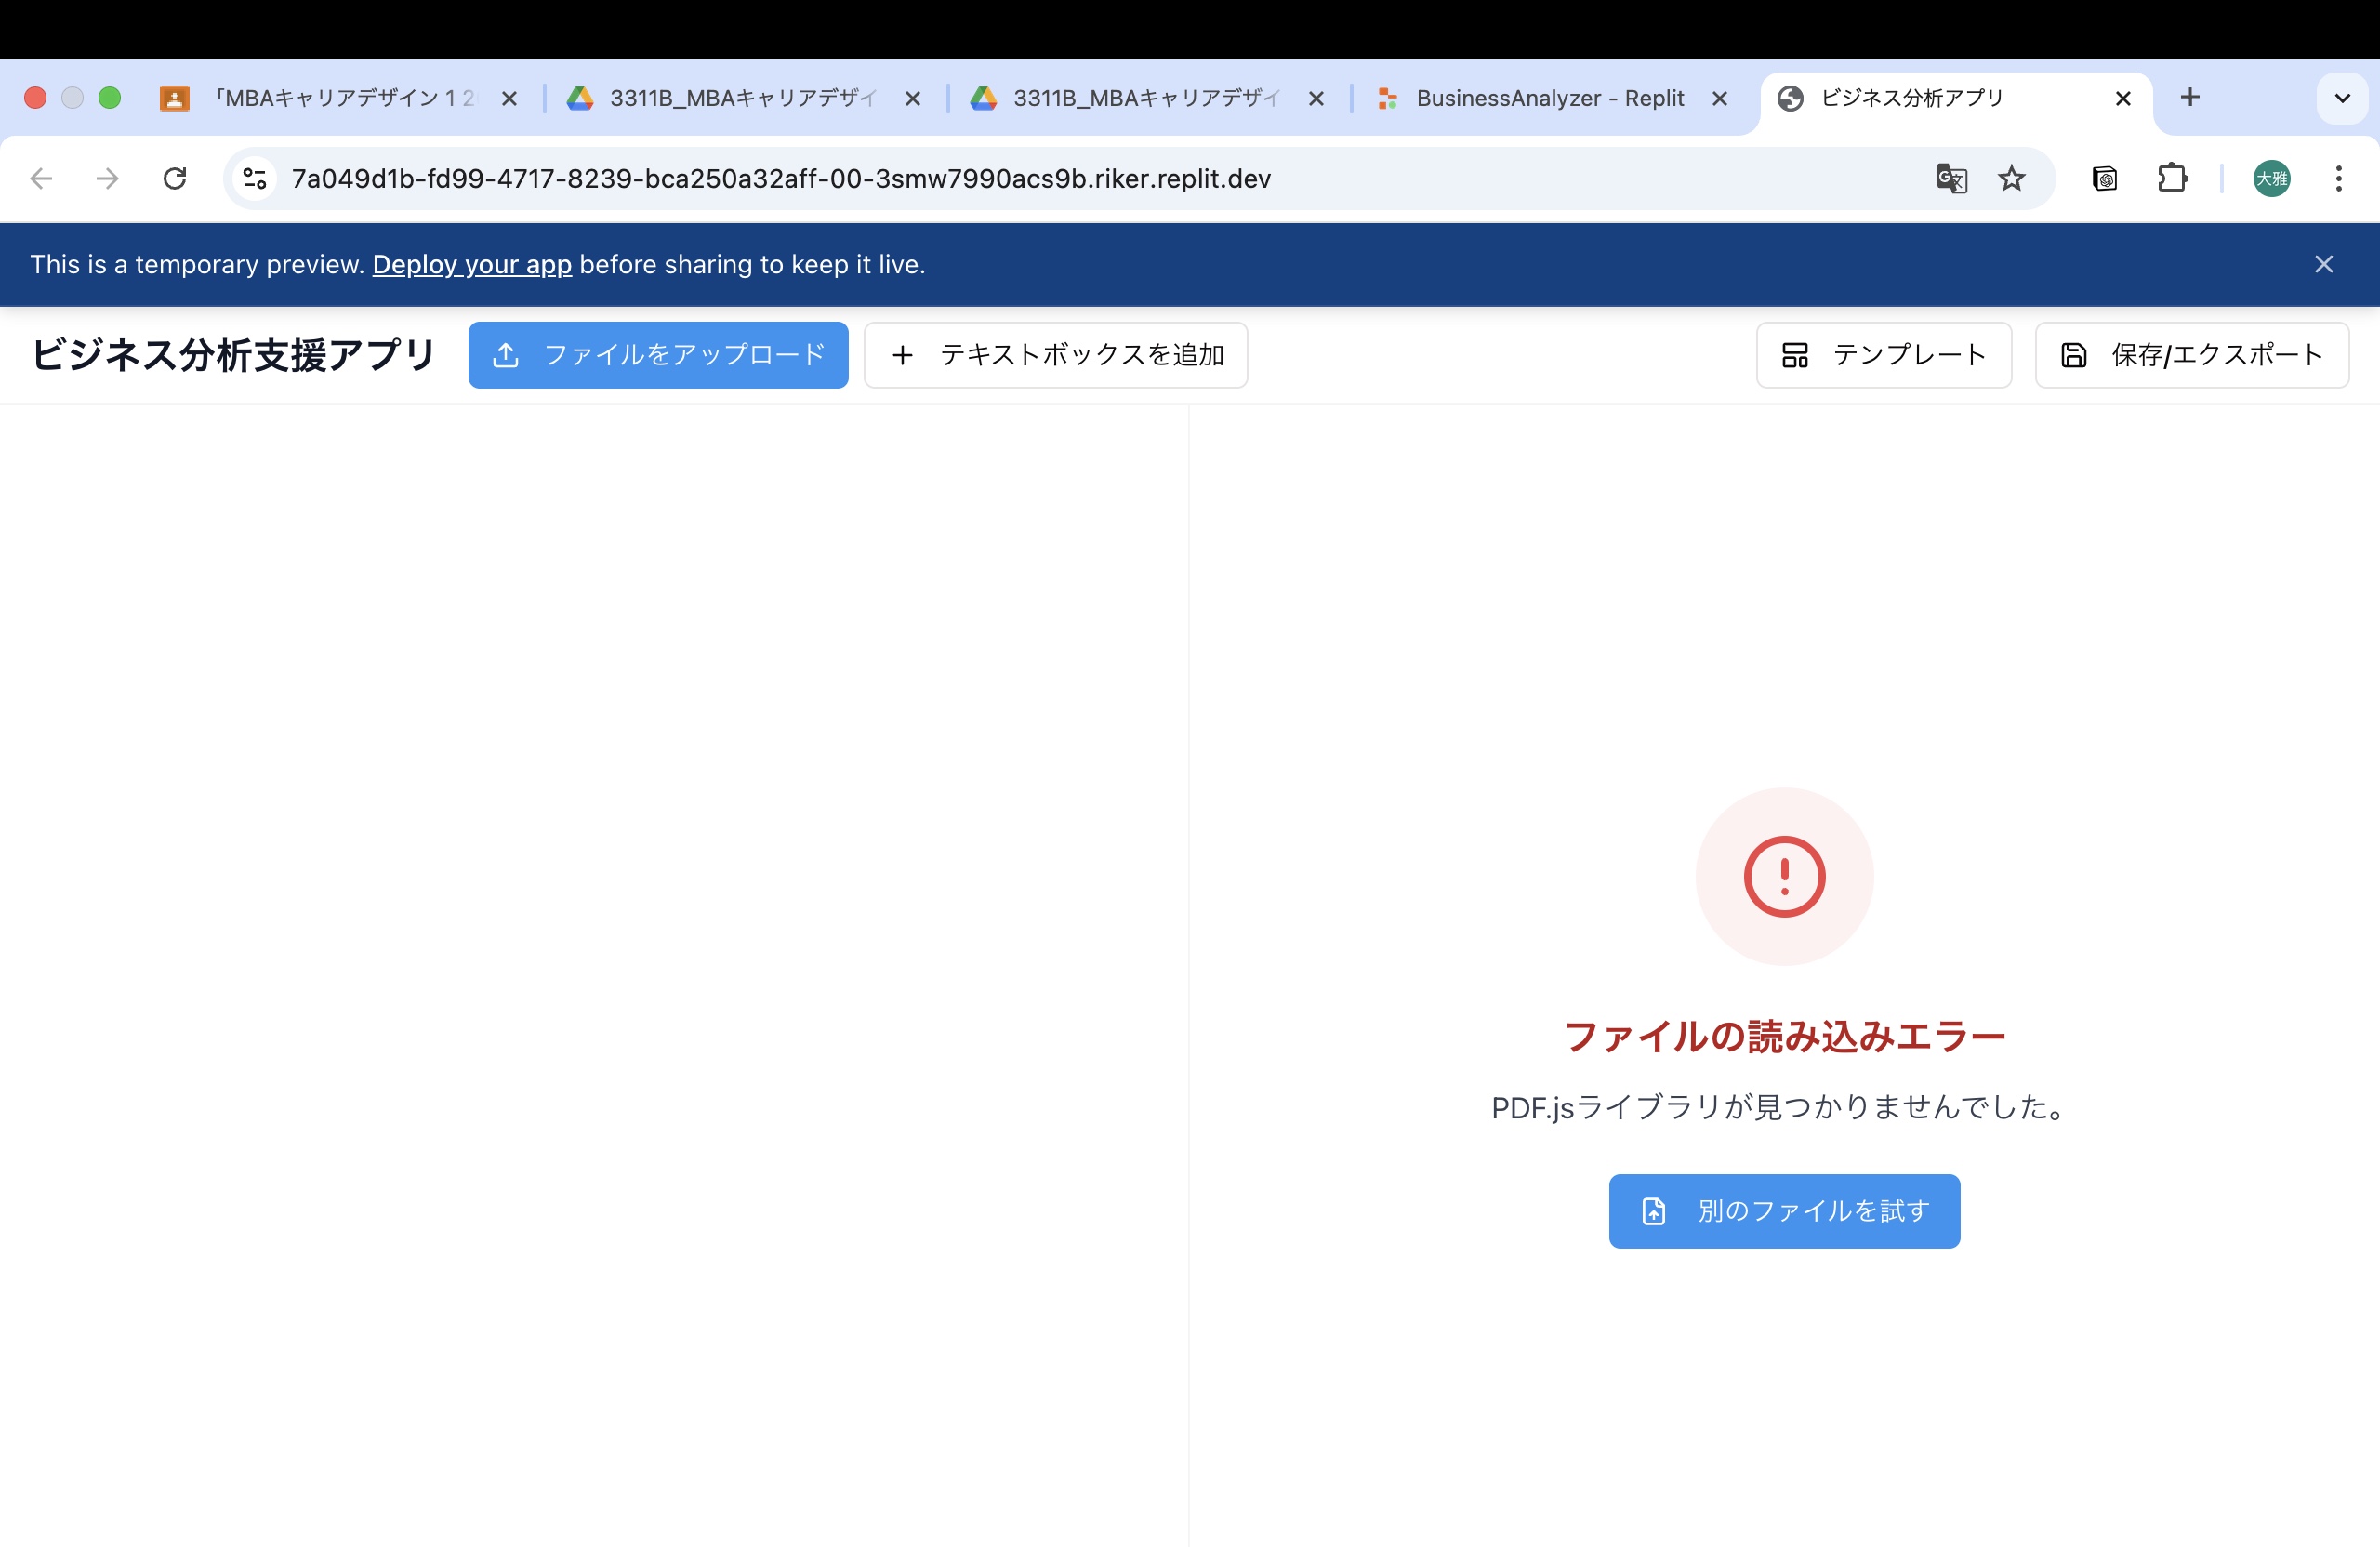 「MBAキャリアデザイン 1 2
3311B_MBAキャリアデザイ
3311B_MBAキャリアデザイ
BusinessAnalyzer - Replit
ビジネス分析アプリ
7a049d1b-fd99-4717-8239-bca250a32aff-00-3smw7990acs9b.riker.replit.dev
大雅
This is a temporary preview. Deploy your app before sharing to keep it live.
ビジネス分析支援アプリ
ファイルをアップロード
テキストボックスを追加
テンプレート
保存/エクスポート
ファイルの読み込みエラー
PDF.jsライブラリが見つかりませんでした。
別のファイルを試す